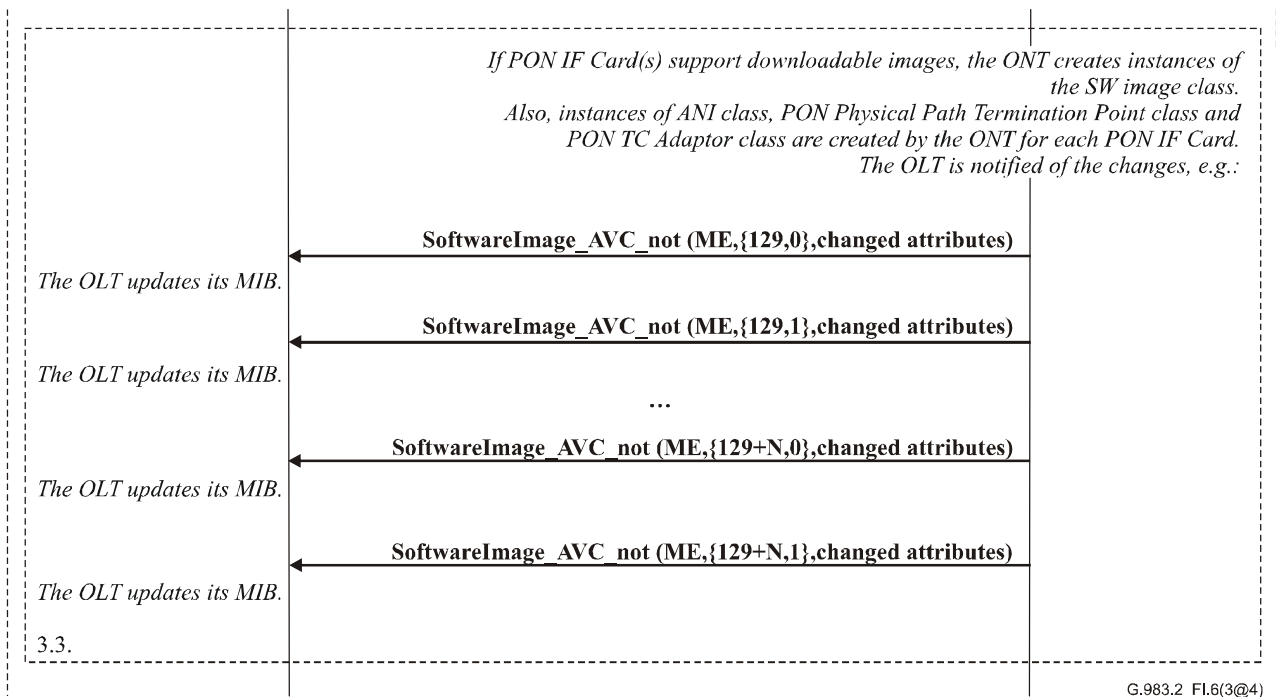 If PON IF Card(s) support downloadable images, the ONT creates instances of
the SW image class.
Also, instances of ANI class, PON Physical Path Termination Point class and
PON TC Adaptor class are created by the ONT for each PON IF Card.
The OLT is notified of the changes, e.g.:
SoftwareImage_AVC_not (ME,{129,0},changed attributes)
The OLT updates its MIB.
SoftwareImage_AVC_not (ME,{129,1},changed attributes)
The OLT updates its MIB.
...
SoftwareImage_AVC_not (ME,{129+N,0},changed attributes)
The OLT updates its MIB.
SoftwareImage_AVC_not (ME,{129+N,1},changed attributes)
The OLT updates its MIB.
3.3.
G.983.2_FI.6(3@4)